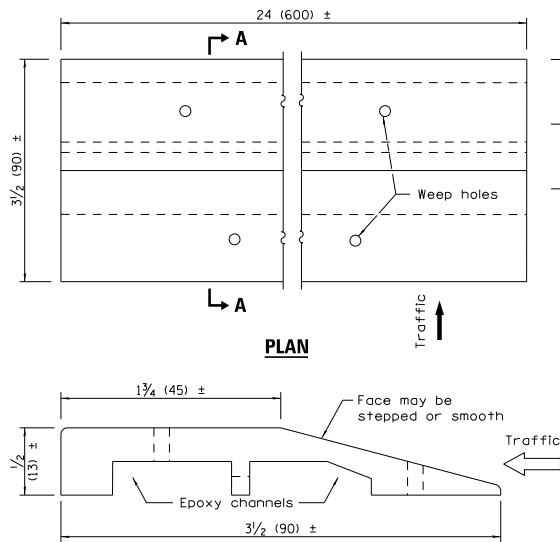 24 (600) ±
A
3½ (90) ±
Weep holes
A
Traffic
PLAN
1¾ (45) ±
Face may be
stepped or smooth
Traffic
½
(13) ±
Epoxy channels
3½ (90) ±